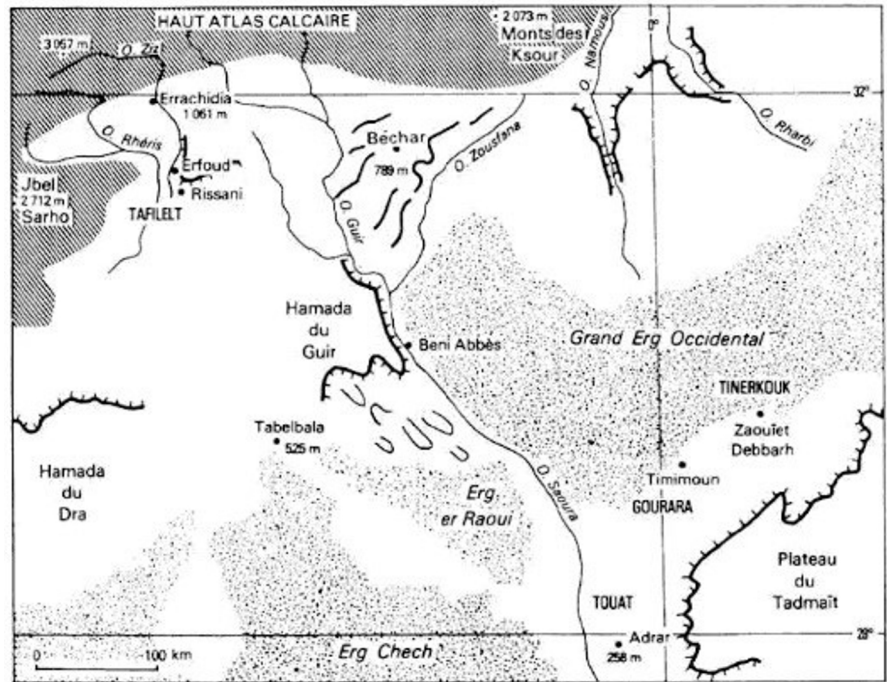 HAUT ATLAS CALCAIRE
2 073 m
Monts des
Ksour
0°
3 057 m
O. Ziz
O. Namous
32°
Errachidia
1 061 m
O. Rhéris
Béchar
789 m
O. Zousfana
O. Rharbi
Erfoud
Jbel
2 712 m
Sarho
Rissani
TAFILELT
O. Guir
Hamada
du
Guir
Beni Abbès
Grand Erg Occidental
TINERKOUK
Zaouïet
Debbarh
Tabelbala
525 m
Timimoun
GOURARA
Hamada
du
Dra
Erg
er Raoui
O. Saoura
Plateau
du
Tadmaït
TOUAT
Adrar
258 m
28°
Erg Chech
0
100 km